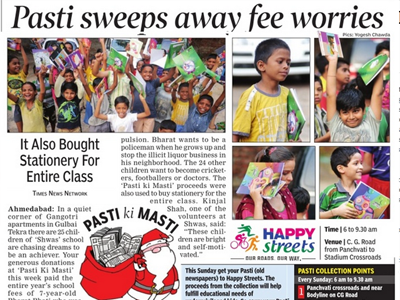 Pasti sweeps away fee worries
Pics: Yogesh Chawda
It Also Bought
Stationery For
Entire Class
TIMES NEWS NETWORK
Ahmedabad: In a quiet
corner of Gangotri
apartments in Gulbai
Tekra there are 25 child-
ren of ‘Shwas’ school
are chasing dreams to
be an achiever. Your
generous donations at
‘Pasti ki Masti’ this
week paid the
entire year’s school
fees of 7-year-old
pulsion. Bharat wants to be a
policeman when he grows up and
stop the illicit liquor business in
his neighborhood. The 24 other
children want to become cricket-
ers, footballers or doctors. The
‘Pasti ki Masti’ proceeds were
also used to buy stationery for the
entire class. Kinjal
Shah, one of the
volunteers at
Shwas, said:
“These chil-
dren are bright
and self-moti-
vated.”
PASTI ki MASTI
HAPPY
Streets
OUR ROADS. OUR WAY.
Time | 6 to 9.30 am
Venue | C. G. Road
from Panchvati to
Stadium Crossroads
This Sunday get your Pasti (old
newspapers) to Happy Streets. The
proceeds from the collection will help
fulfill educational needs of
PASTI COLLECTION POINTS
Every Sunday; 6 am to 9.30 am
1 Panchvati crossroads and near
Bodyline on CG Road